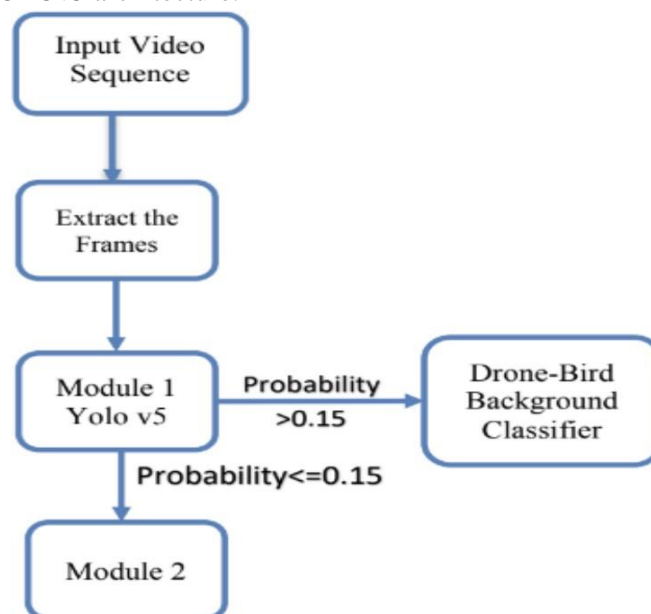 Input Video
Sequence
Extract the
Frames
Module 1
Yolo v5
Probability
>0.15
Drone-Bird
Background
Classifier
Probability<=0.15
Module 2